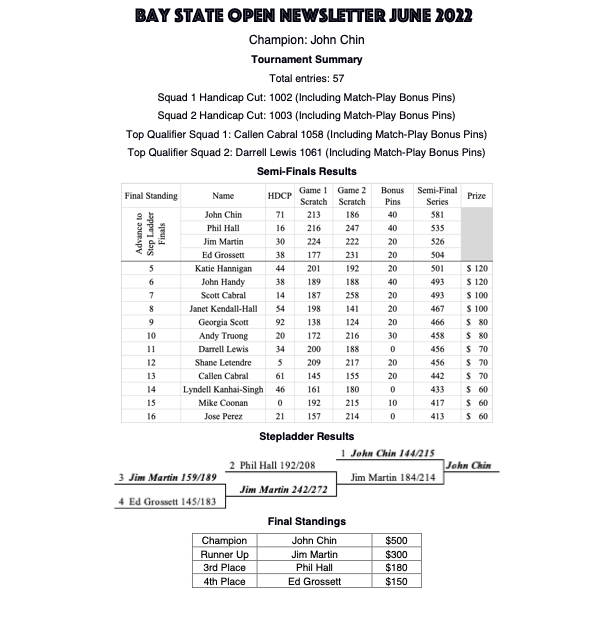 BAY STATE OPEN NEWSLETTER JUNE 2022
Champion: John Chin
Tournament Summary
Total entries: 57
Squad 1 Handicap Cut: 1002 (Including Match-Play Bonus Pins)
Squad 2 Handicap Cut: 1003 (Including Match-Play Bonus Pins)
Top Qualifier Squad 1: Callen Cabral 1058 (Including Match-Play Bonus Pins)
Top Qualifier Squad 2: Darrell Lewis 1061 (Including Match-Play Bonus Pins)
Semi-Finals Results
Final Standing Name HDCP Game 1 Scratch Game 2 Scratch Bonus Pins Semi-Final Series Prize
Advance to Step Ladder Finals
John Chin 71 213 186 40 581
Phil Hall 16 216 247 40 535
Jim Martin 30 224 222 20 526
Ed Grossett 38 177 231 20 504
5 Katie Hannigan 44 201 192 20 501 $ 120
6 John Handy 38 189 188 40 493 $ 120
7 Scott Cabral 14 187 258 20 493 $ 100
8 Janet Kendall-Hall 54 198 141 20 467 $ 100
9 Georgia Scott 92 138 124 20 466 $ 80
10 Andy Truong 20 172 216 30 458 $ 80
11 Darrell Lewis 34 200 188 0 456 $ 70
12 Shane Letendre 5 209 217 20 456 $ 70
13 Callen Cabral 61 145 155 20 442 $ 70
14 Lyndell Kanhai-Singh 46 161 180 0 433 $ 60
15 Mike Coonan 0 192 215 10 417 $ 60
16 Jose Perez 21 157 214 0 413 $ 60
Stepladder Results
1 John Chin 144/215
2 Phil Hall 192/208
John Chin
3 Jim Martin 159/189
Jim Martin 184/214
Jim Martin 242/272
4 Ed Grossett 145/183
Final Standings
Champion John Chin $500
Runner Up Jim Martin $300
3rd Place Phil Hall $180
4th Place Ed Grossett $150